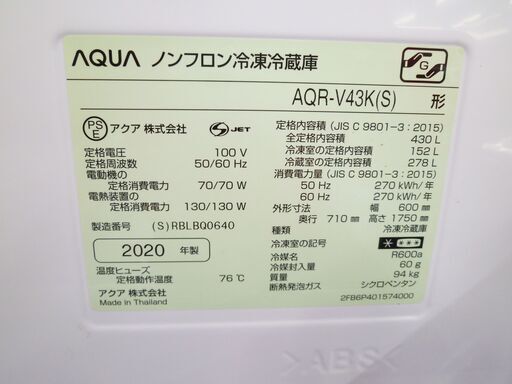 AQUA ノンフロン冷凍冷蔵庫
G
AQR-V43K(S) 形
PS
E
アクア 株式会社
S JET
定格電圧 100 V
定格周波数 50/60 Hz
電動機の
定格消費電力 70/70 W
電熱装置の
定格消費電力 130/130 W
製造番号 (S)RBLBQ0640
2020 年製
温度ヒューズ
定格動作温度 76℃
アクア 株式会社
Made in Thailand
定格内容積 (JIS C 9801-3:2015)
全定格内容積 430 L
冷凍室の定格内容積 152 L
冷蔵室の定格内容積 278 L
消費電力量 (JIS C 9801-3:2015)
50 Hz 270 kWh/年
60 Hz 270 kWh/年
外形寸法 幅 600 mm
奥行 710 mm 高さ 1750 mm
種類 冷凍冷蔵庫
冷凍室の記号
冷媒 R600a
冷媒封入量 60 g
質量 94 kg
断熱発泡ガス シクロペンタン
2FB6P401574000
>ABS<